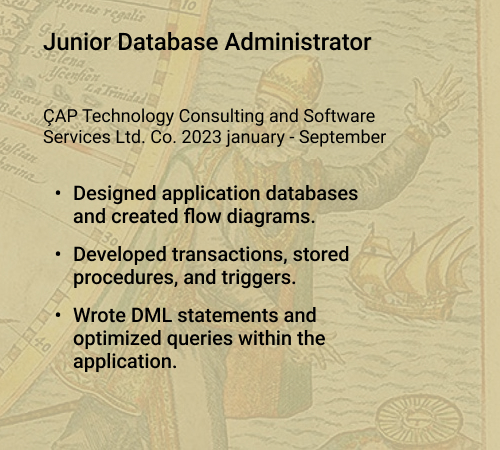 Junior Database Administrator
ÇAP Technology Consulting and Software
Services Ltd. Co. 2023 january - September
• Designed application databases
and created flow diagrams.
• Developed transactions, stored
procedures, and triggers.
• Wrote DML statements and
optimized queries within the
application.